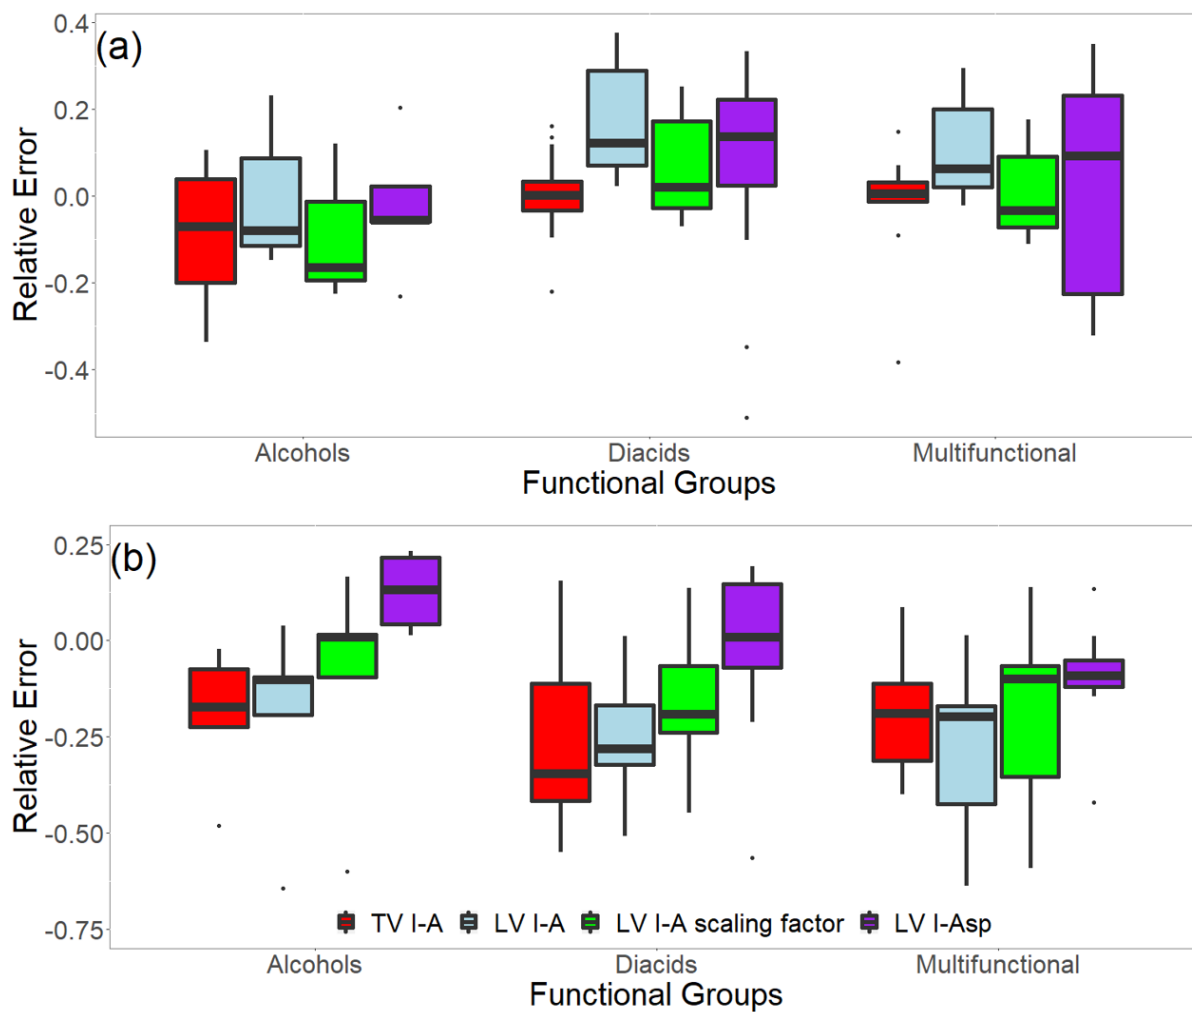 (a)
Relative Error
0.4
0.2
0.0
-0.2
-0.4
Alcohols Diacids Multifunctional
Functional Groups
(b)
Relative Error
0.25
0.00
-0.25
-0.50
-0.75
TV I-A LV I-A LV I-A scaling factor LV I-Asp
Alcohols Diacids Multifunctional
Functional Groups